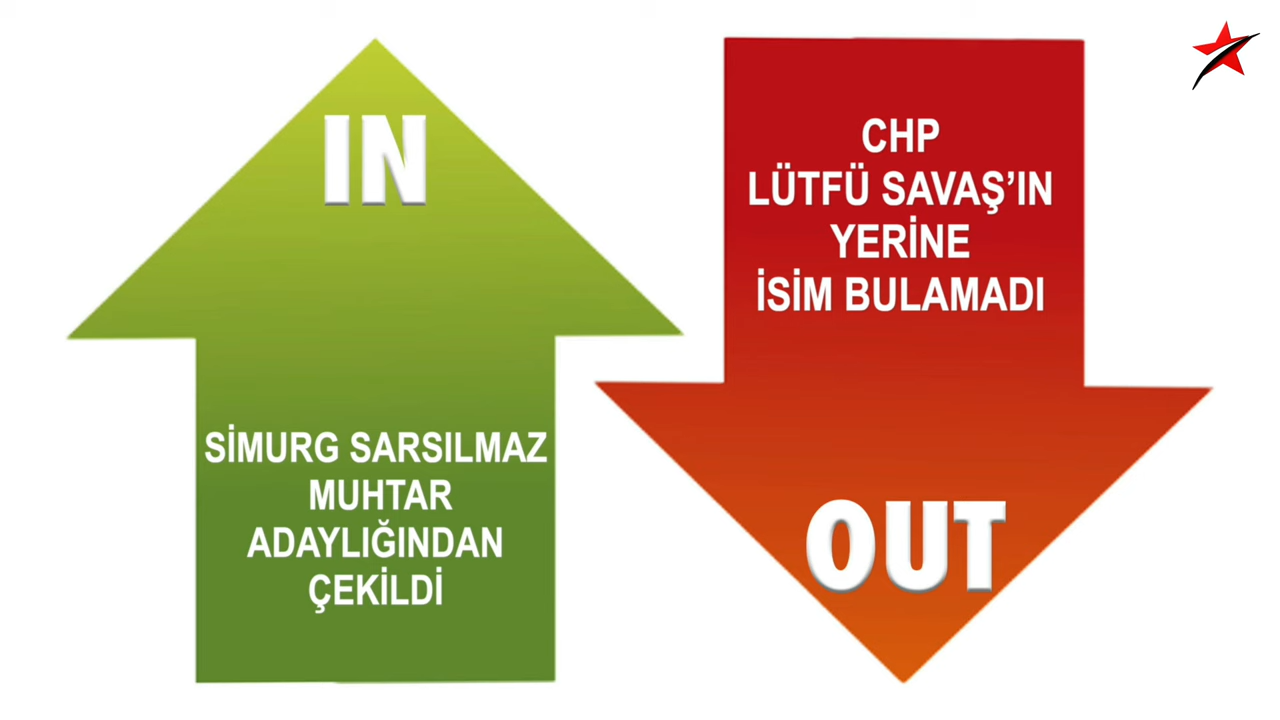 IN
SİMURG SARSILMAZ
MUHTAR
ADAYLIĞINDAN
ÇEKİLDİ
CHP
LÜTFÜ SAVAŞ’IN
YERİNE
İSİM BULAMADI
OUT